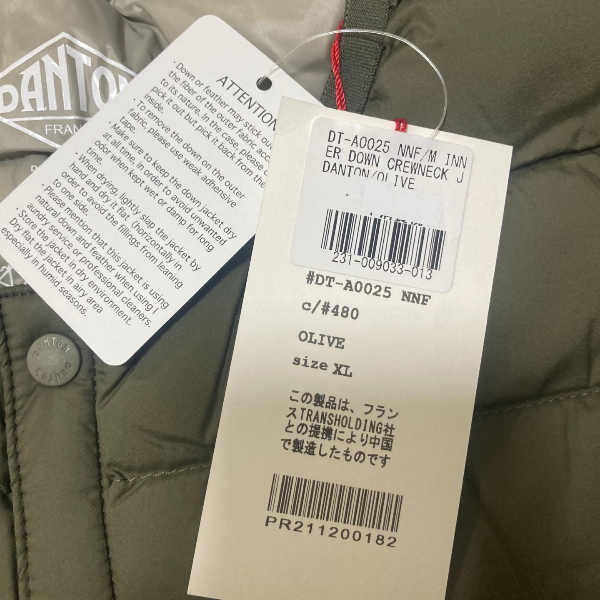 DANTON
FRAN
ATTENTION
· Down or feather may stick out
the fiber of the outer fabric
to its nature. In the case, please
pick it out but pick it back from the
inside.
· To remove the down on the outer
fabric, please use weak adhesive
tape.
· Make sure to keep the down jacket dry
at all time, in order to avoid unwanted
odor when kept wet or damp for long
· When drying, lightly slap the jacket by
hand and dry it flat (horizontally in
order to avoid the fillings from leaning
to one side.
· Please mention that this jacket is using
natural down and feather when using l
aundry service or professional cleaners.
· Store the jacket in dry environment.
Dry flat the jacket in airy area
especially in humid seasons.
DANTON
DT-A0025 NNF/M INN
ER DOWN CREWNECK J
DANTON/OLIVE
231-009033-013
#DT-A0025 NNF
c/#480
OLIVE
size XL
この製品は、フラン
スTRANSHOLDING社
との提携により中国
で製造したものです
PR211200182